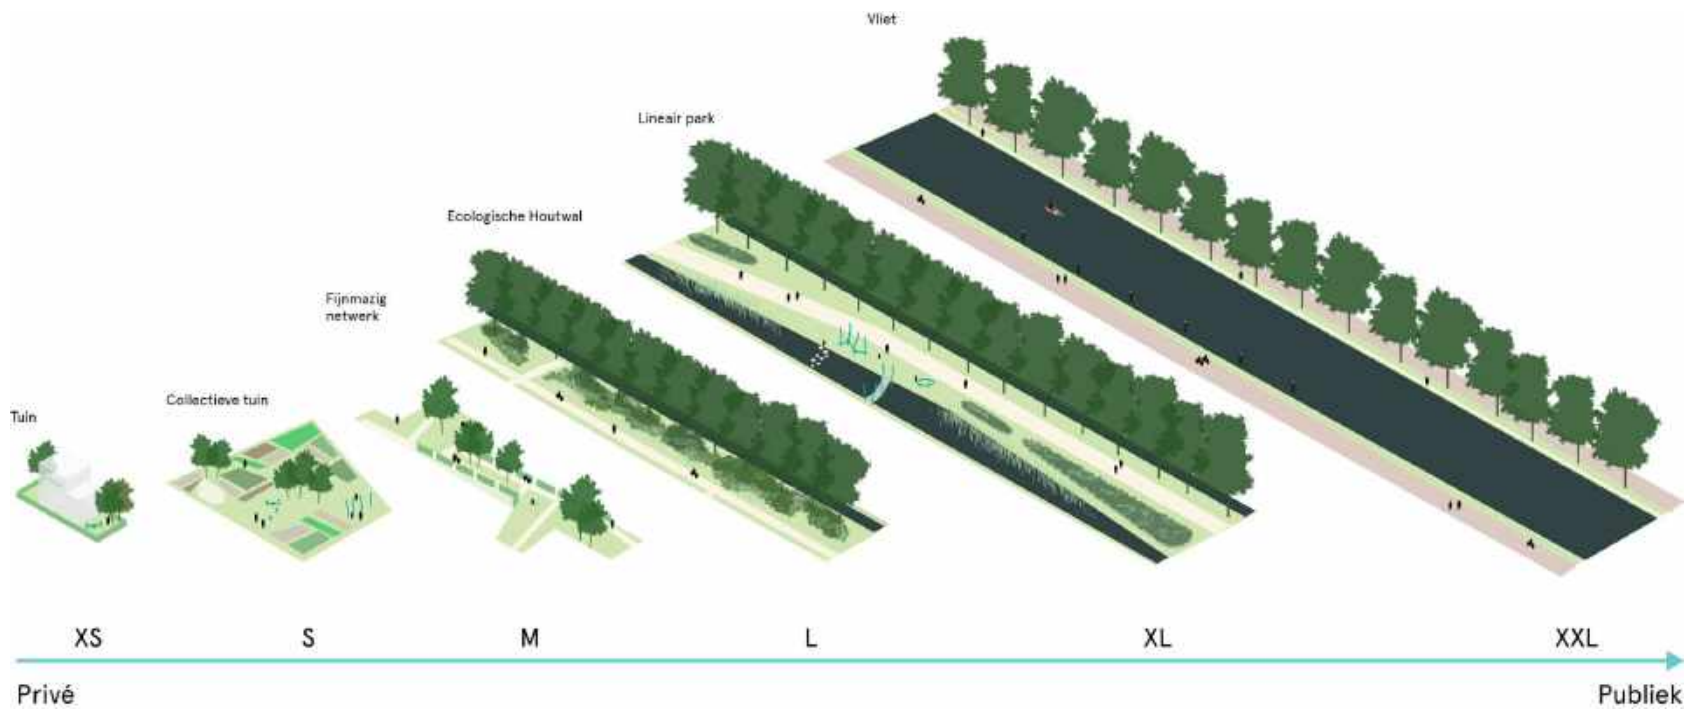 Vliet
Lineair park
Ecologische Houtwal
Fijnmazig
netwerk
Collectieve tuin
Tuin
XS S M L XL XXL
Privé Publiek